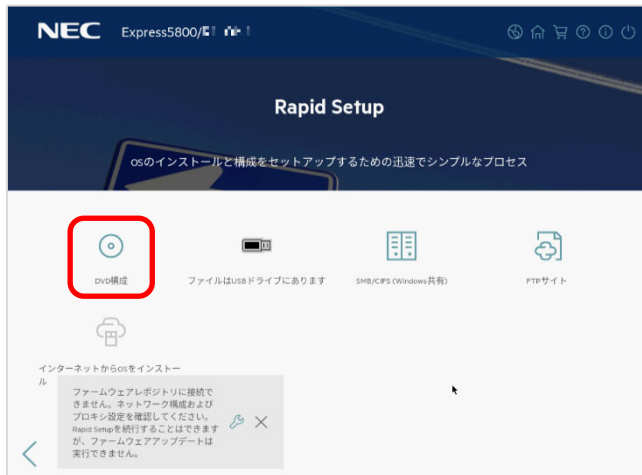 NEC Express5800/
Rapid Setup
OSのインストールと構成をセットアップするための迅速でシンプルなプロセス
DVD構成
ファイルはUSBドライブにあります
SMB/CIFS (Windows共有)
FTPサイト
インターネットからOSをインストー
ル
ファームウェアレポジトリに接続で
きません。ネットワーク構成および
プロキシ設定を確認してください。
Rapid Setupを続行することはできます
が、ファームウェアアップデートは
実行できません。